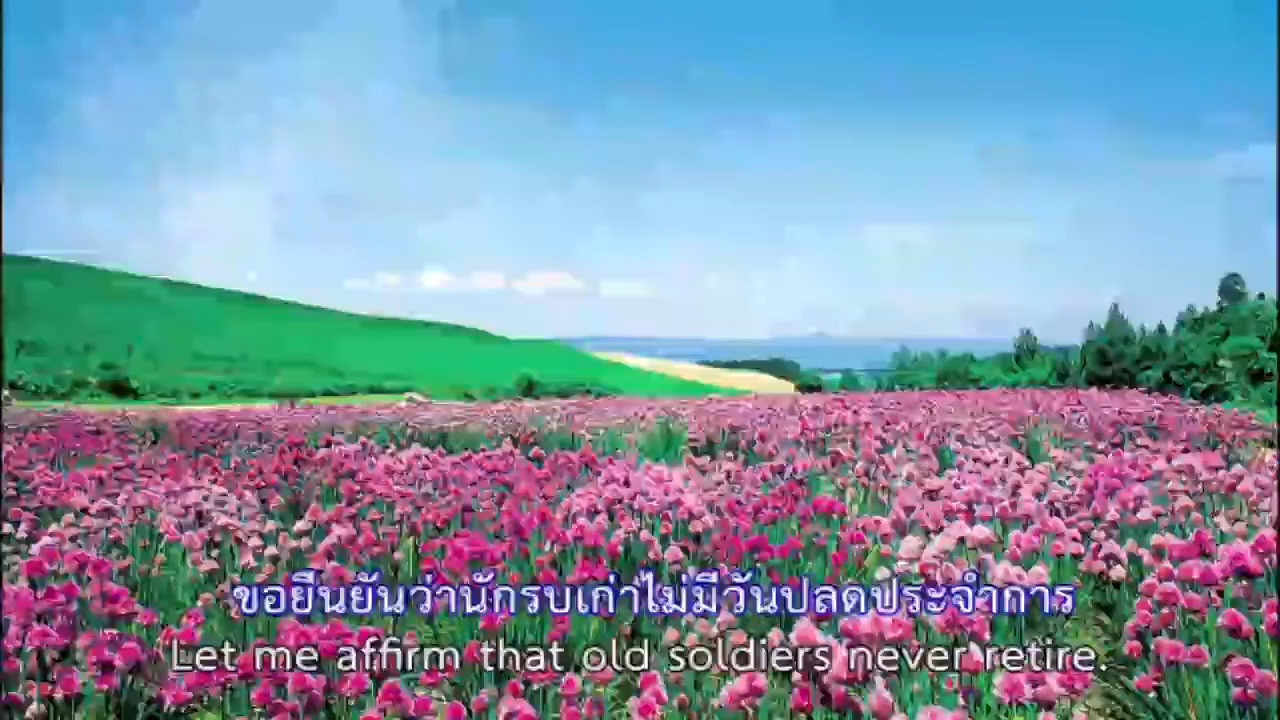 ขอยืนยันว่านักรบเก่าไม่มีวันปลดประจำการ
Let me affirm that old soldiers never retire.